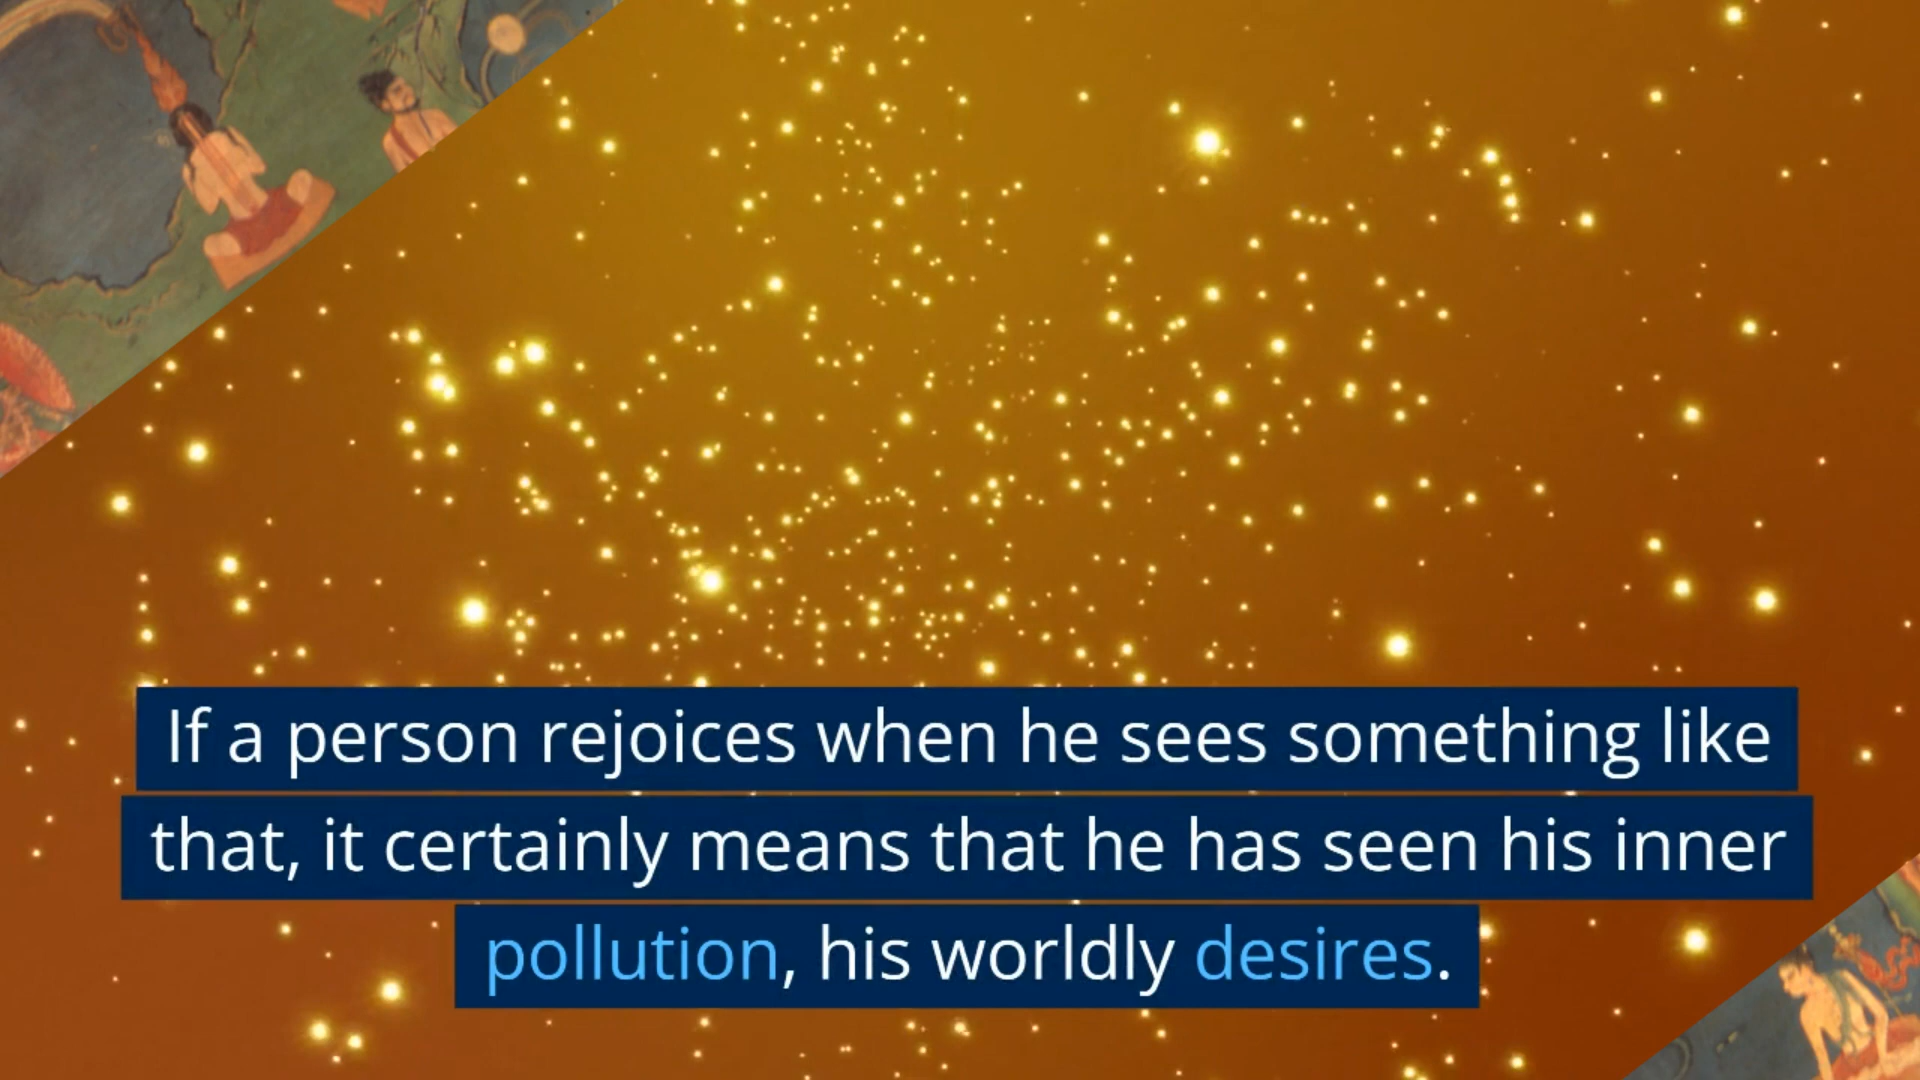 If a person rejoices when he sees something like
that, it certainly means that he has seen his inner
pollution, his worldly desires.